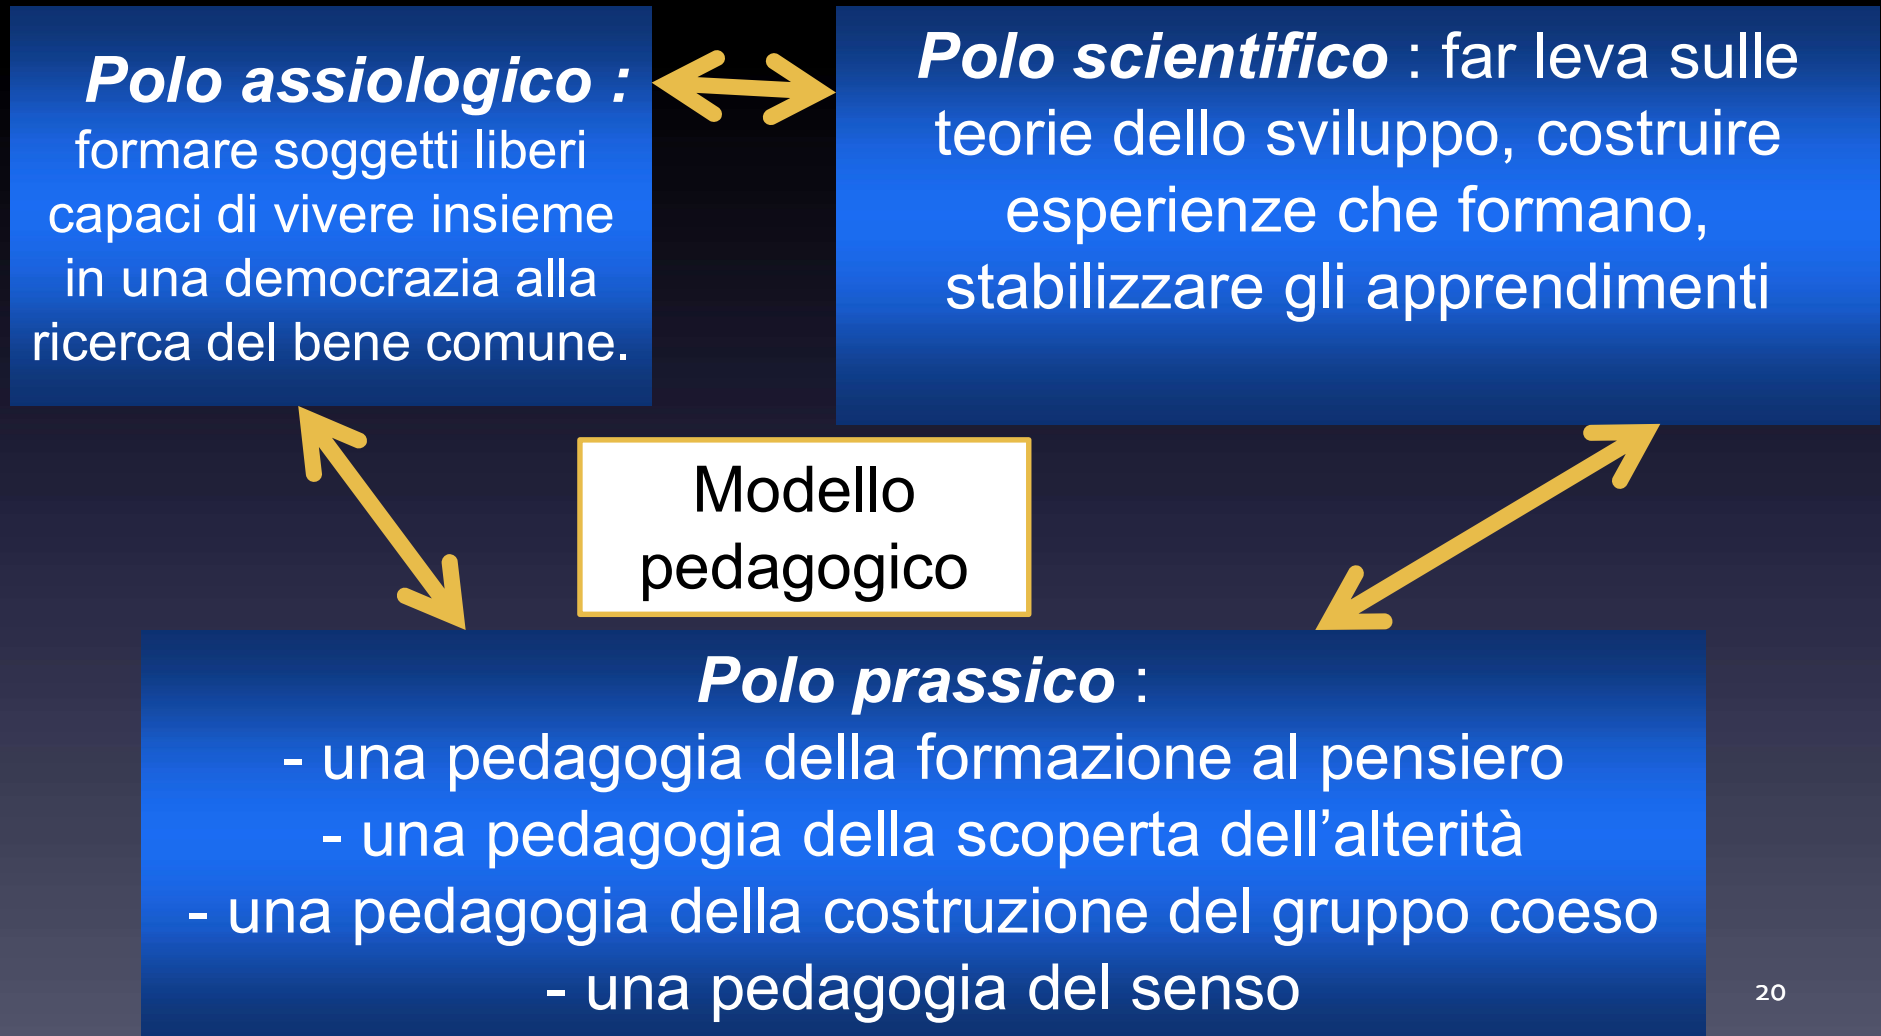 Polo assiologico :
formare soggetti liberi
capaci di vivere insieme
in una democrazia alla
ricerca del bene comune.
Polo scientifico : far leva sulle
teorie dello sviluppo, costruire
esperienze che formano,
stabilizzare gli apprendimenti
Modello
pedagogico
Polo prassico :
- una pedagogia della formazione al pensiero
- una pedagogia della scoperta dell’alterità
- una pedagogia della costruzione del gruppo coeso
- una pedagogia del senso
20